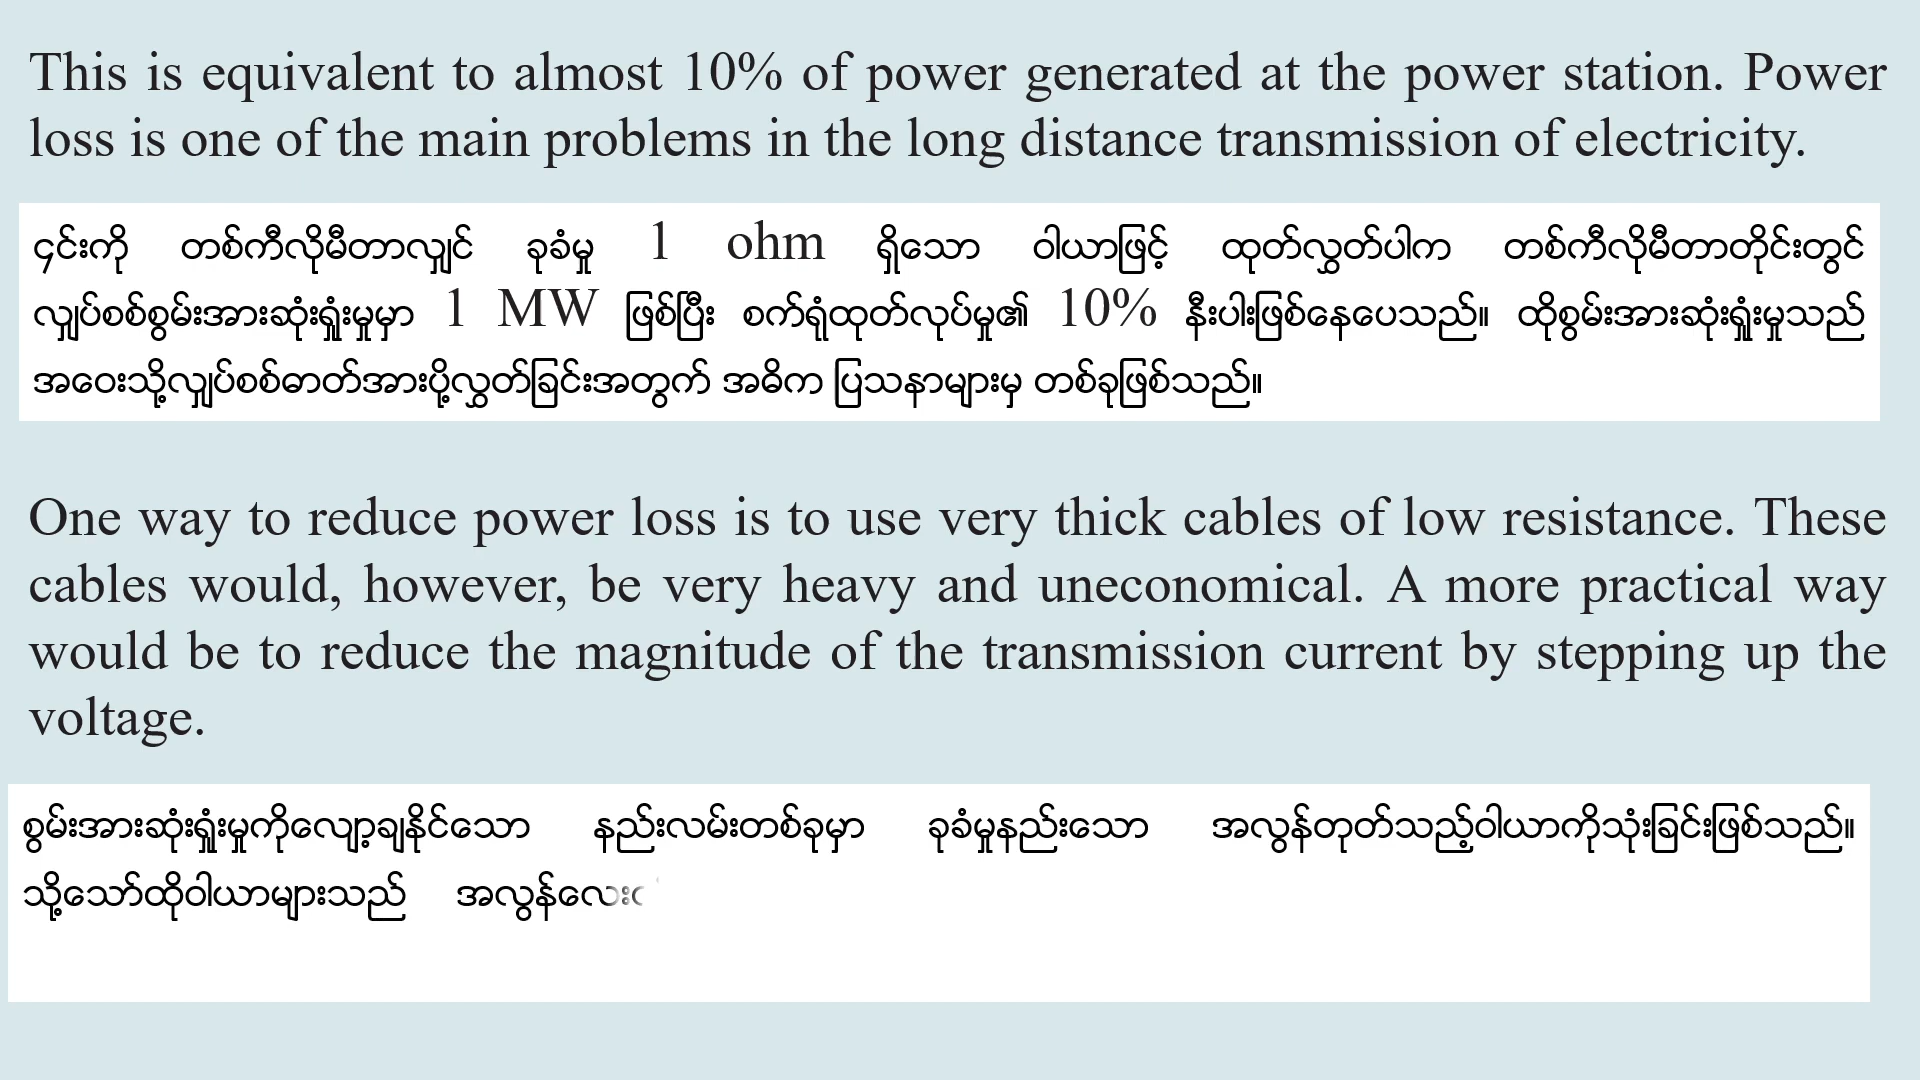 This is equivalent to almost 10% of power generated at the power station. Power
loss is one of the main problems in the long distance transmission of electricity.
၎င်းကို တစ်ကီလိုမီတာလျှင် ခုခံမှု 1 ohm ရှိသော ဝါယာဖြင့် ထုတ်လွှတ်ပါက တစ်ကီလိုမီတာတိုင်းတွင်
လျှပ်စစ်စွမ်းအားဆုံးရှုံးမှုမှာ 1 MW ဖြစ်ပြီး စက်ရုံထုတ်လုပ်မှု၏ 10% နီးပါးဖြစ်နေပေသည်။ ထိုစွမ်းအားဆုံးရှုံးမှုသည်
အဝေးသို့လျှပ်စစ်ဓာတ်အားပို့လွှတ်ခြင်းအတွက် အဓိက ပြသနာများမှ တစ်ခုဖြစ်သည်။
One way to reduce power loss is to use very thick cables of low resistance. These
cables would, however, be very heavy and uneconomical. A more practical way
would be to reduce the magnitude of the transmission current by stepping up the
voltage.
စွမ်းအားဆုံးရှုံးမှုကိုလျော့ချနိုင်သော နည်းလမ်းတစ်ခုမှာ ခုခံမှုနည်းသော အလွန်တုတ်သည့်ဝါယာကိုသုံးခြင်းဖြစ်သည်။
သို့သော်ထိုဝါယာများသည် အလွန်လေး